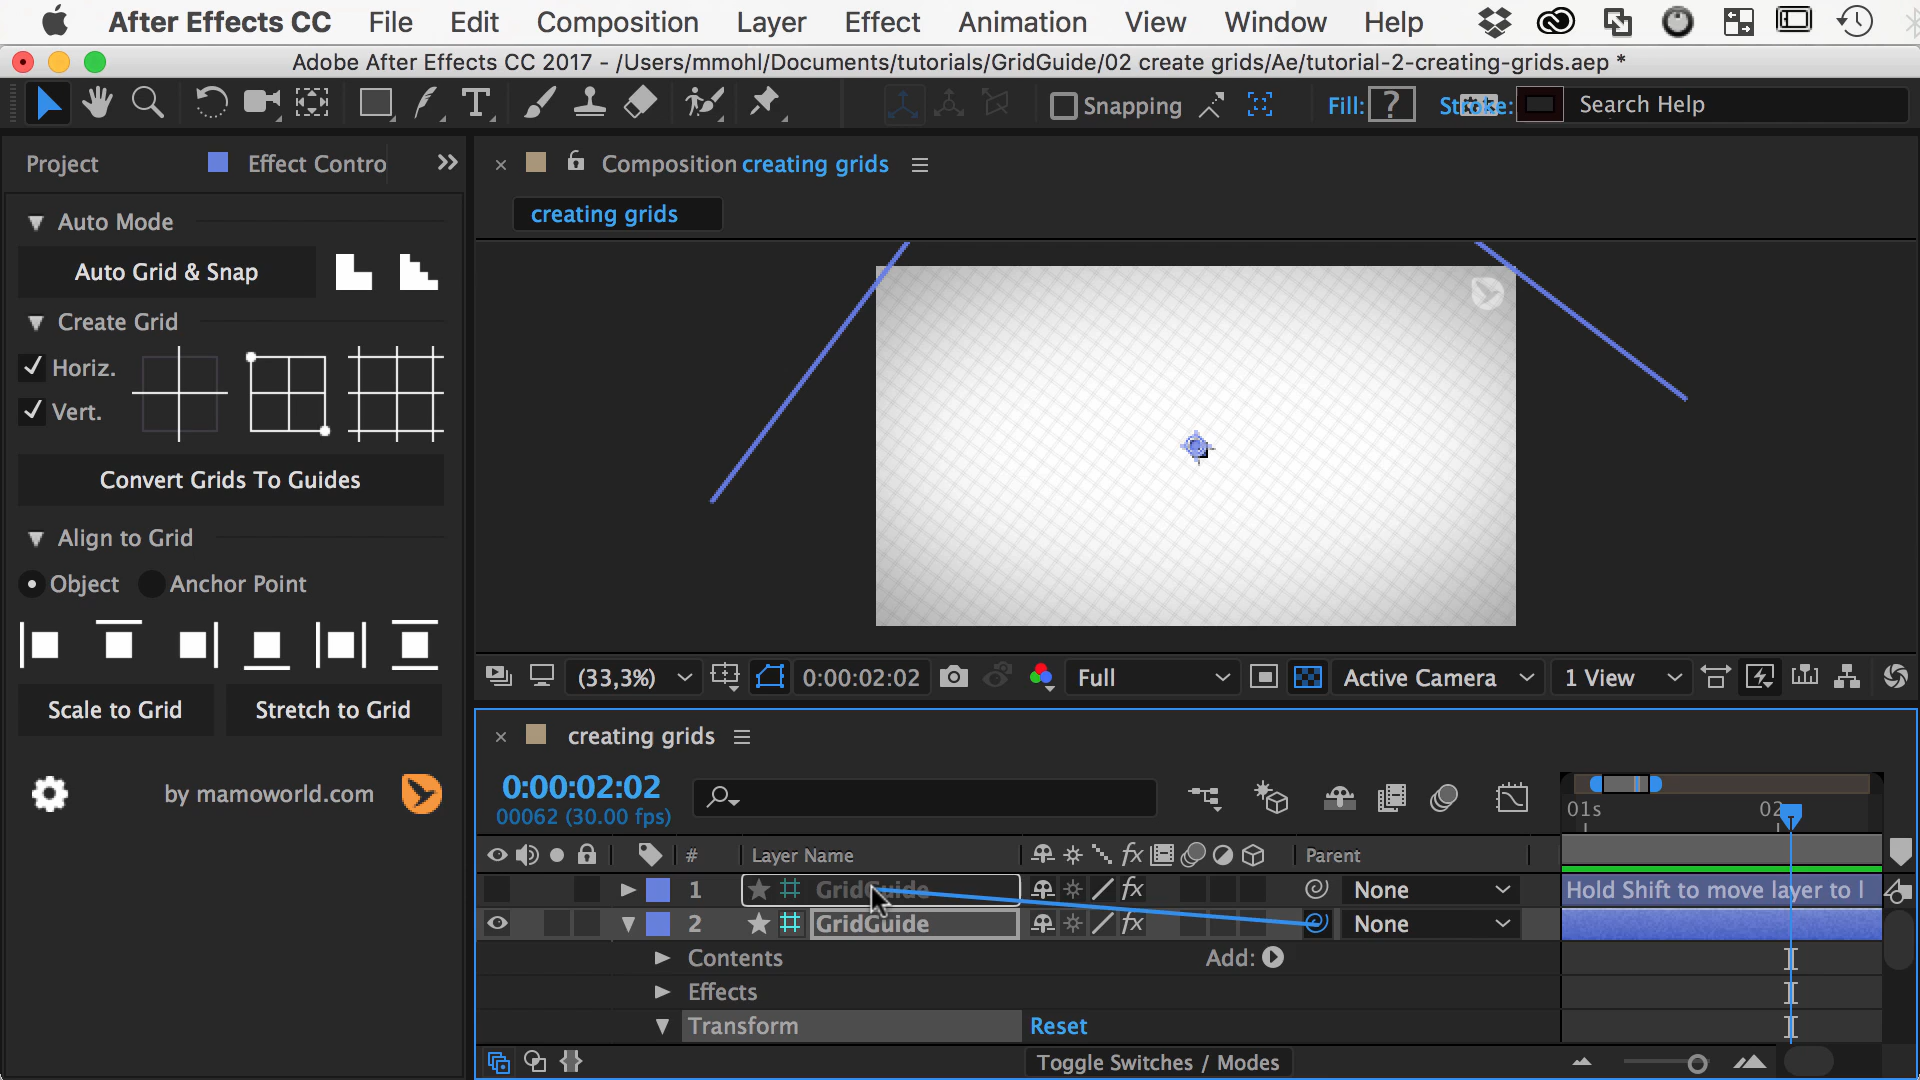 After Effects CC File Edit Composition Layer Effect Animation View Window Help
Adobe After Effects CC 2017 - /Users/mmohl/Documents/tutorials/GridGuide/02 create grids/Ae/tutorial-2-creating-grids.aep *
Snapping Fill: ? Stroke: Search Help
Project Effect Contro
Composition creating grids
creating grids
Auto Mode
Auto Grid & Snap
Create Grid
Horiz.
Vert.
Convert Grids To Guides
Align to Grid
Object Anchor Point
Scale to Grid Stretch to Grid
by mamoworld.com
(33,3%) 0:00:02:02 Full Active Camera 1 View
creating grids
0:00:02:02
00062 (30.00 fps)
01s
# Layer Name fx Parent
1 GridGuide fx None Hold Shift to move layer to
2 GridGuide fx None
Contents Add:
Effects
Transform Reset
Toggle Switches / Modes